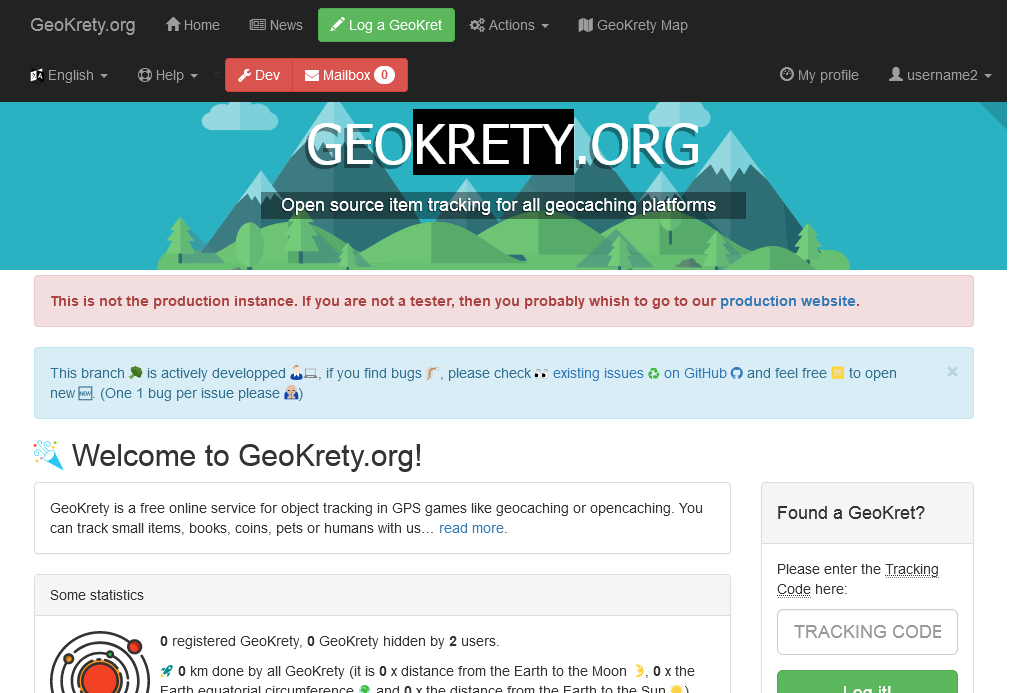 GeoKrety.org Home News Log a GeoKret Actions GeoKrety Map
English Help < Dev Mailbox 0 My profile username2
GEOKRETY.ORG
Open source item tracking for all geocaching platforms
This is not the production instance. If you are not a tester, then you probably whish to go to our production website.
This branch 🥦 is actively developped 👨‍💻, if you find bugs 🐛, please check 👀 existing issues ♻ on GitHub and feel free 🟨 to open
new 🆕. (One 1 bug per issue please 🙏)
×
🎉 Welcome to GeoKrety.org!
GeoKrety is a free online service for object tracking in GPS games like geocaching or opencaching. You
can track small items, books, coins, pets or humans with us… read more.
Some statistics
0 registered GeoKrety, 0 GeoKrety hidden by 2 users.
🚀 0 km done by all GeoKrety (it is 0 x distance from the Earth to the Moon 🌛, 0 x the
Earth equatorial circumference 🌍 and 0 x the distance from the Earth to the Sun 🌞)
Found a GeoKret?
Please enter the Tracking
Code here:
TRACKING CODE
Log it!